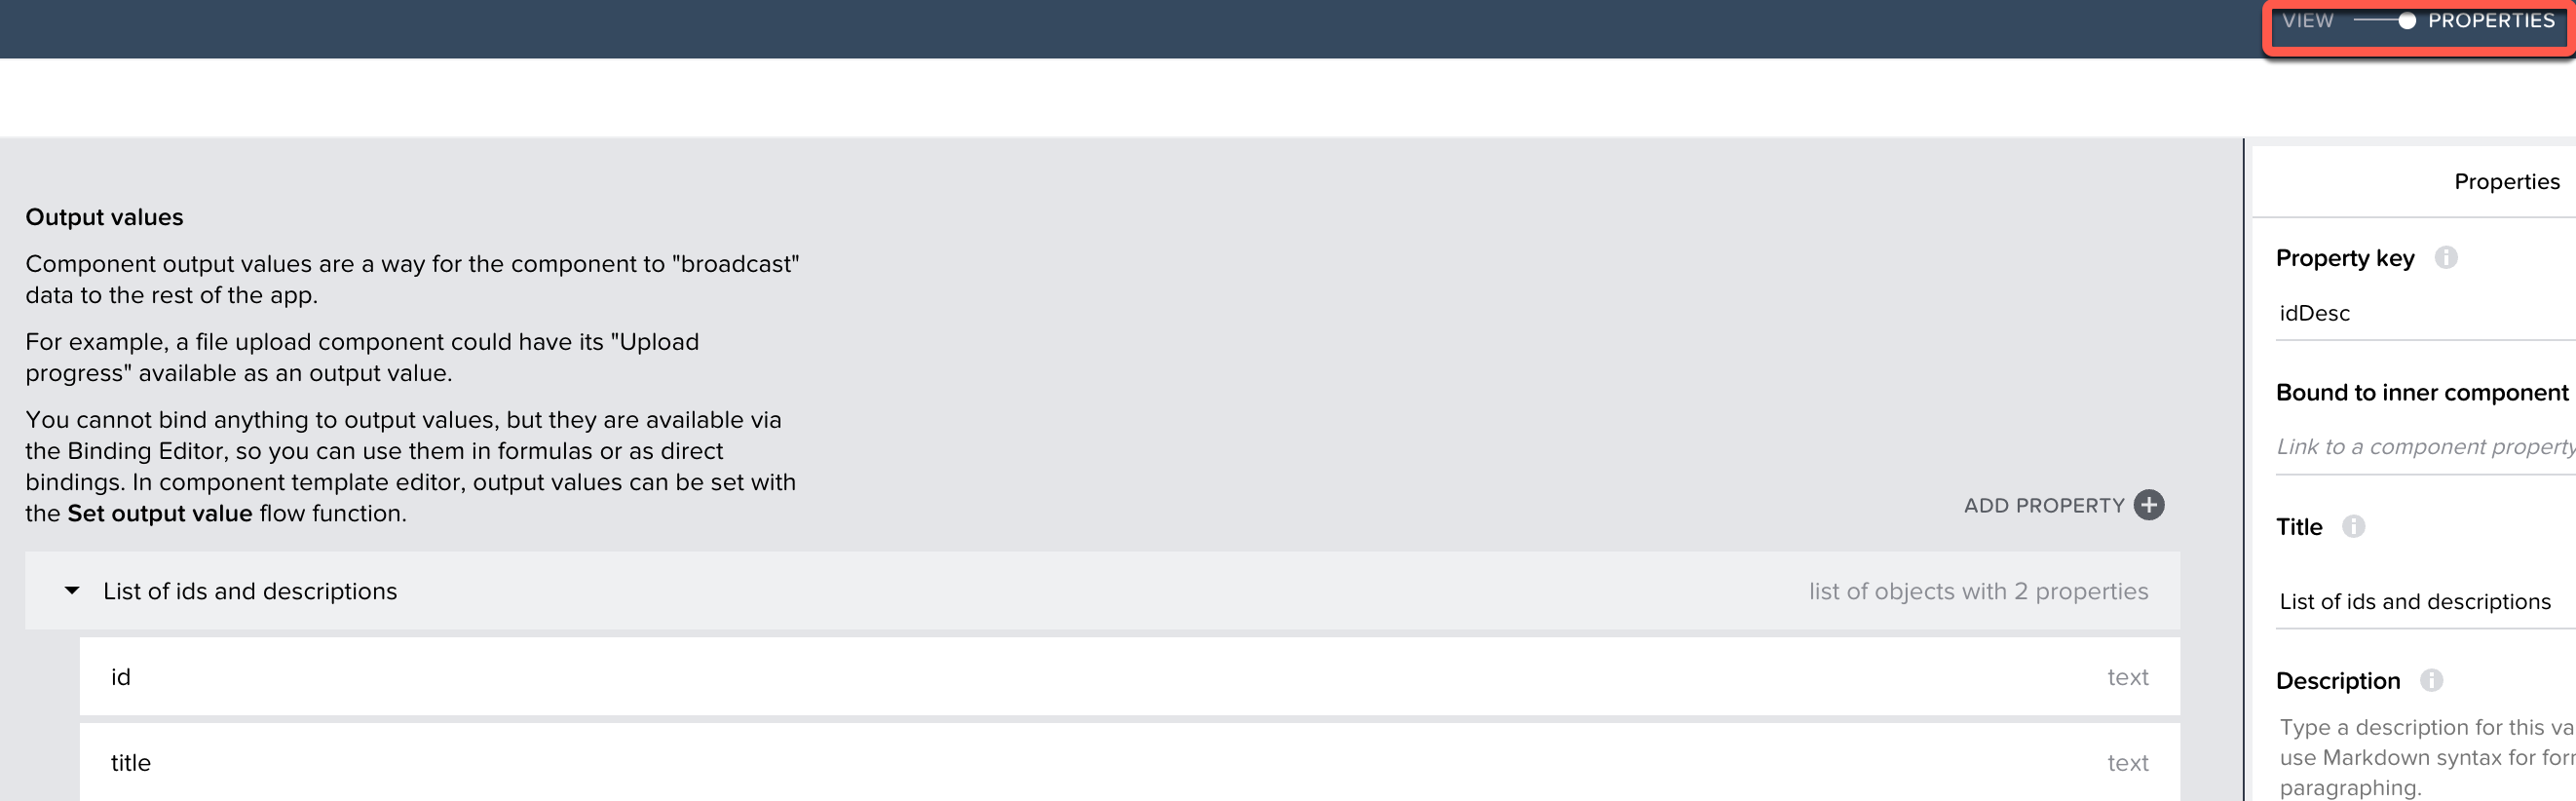 VIEW PROPERTIES
Output values
Component output values are a way for the component to "broadcast"
data to the rest of the app.
For example, a file upload component could have its "Upload
progress" available as an output value.
You cannot bind anything to output values, but they are available via
the Binding Editor, so you can use them in formulas or as direct
bindings. In component template editor, output values can be set with
the Set output value flow function.
ADD PROPERTY
List of ids and descriptions list of objects with 2 properties
id text
title text
Properties
Property key
idDesc
Bound to inner component
Link to a component property
Title
List of ids and descriptions
Description
Type a description for this
use Markdown syntax for
paragraphing.